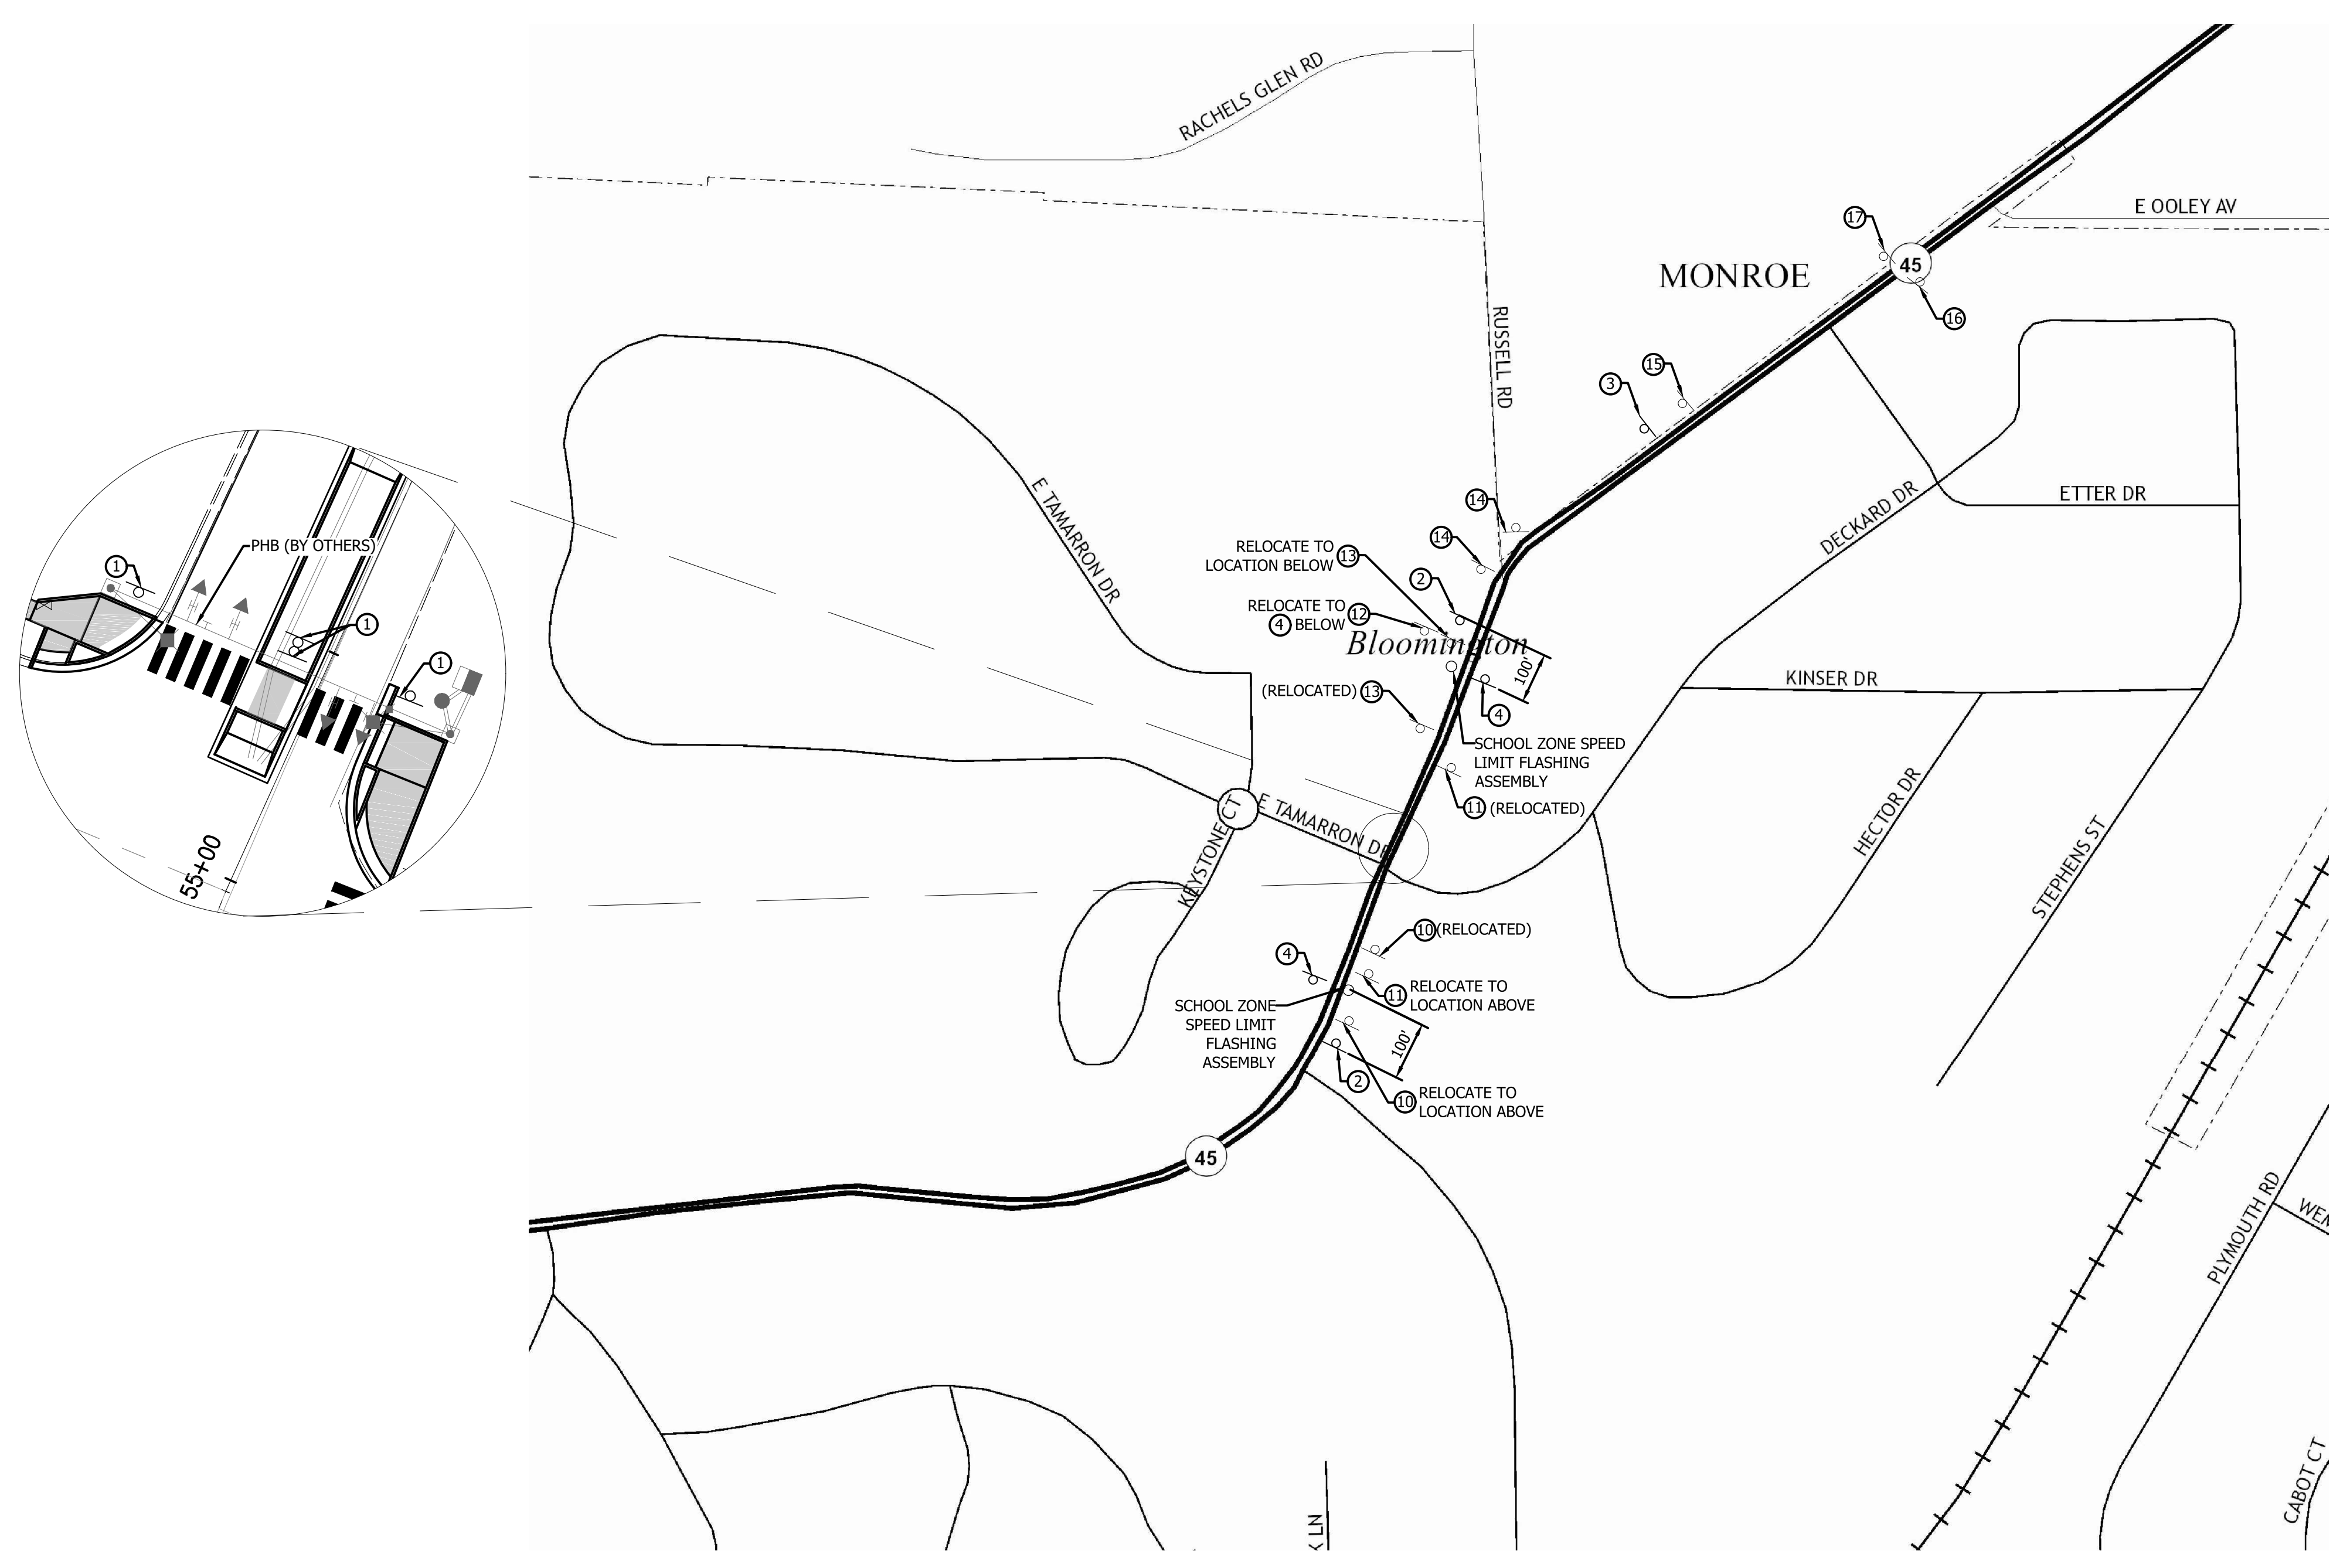 RACHELS GLEN RD
E OOLEY AV
17
45
MONROE
16
RUSSELL RD
15
3
E TAMARRON DR
14
ETTER DR
DECKARD DR
14
RELOCATE TO
LOCATION BELOW
13
PHB (BY OTHERS)
1
2
RELOCATE TO
4 BELOW
12
1
Bloomington
100'
1
KINSER DR
(RELOCATED) 13
4
SCHOOL ZONE SPEED
LIMIT FLASHING
ASSEMBLY
11 (RELOCATED)
HECTOR DR
E TAMARRON DR
KEYSTONE CT
STEPHENS ST
55+00
10 (RELOCATED)
4
11
RELOCATE TO
LOCATION ABOVE
SCHOOL ZONE
SPEED LIMIT
FLASHING
ASSEMBLY
100'
2
10
RELOCATE TO
LOCATION ABOVE
45
PLYMOUTH RD
WEM
CABOT CT
K LN